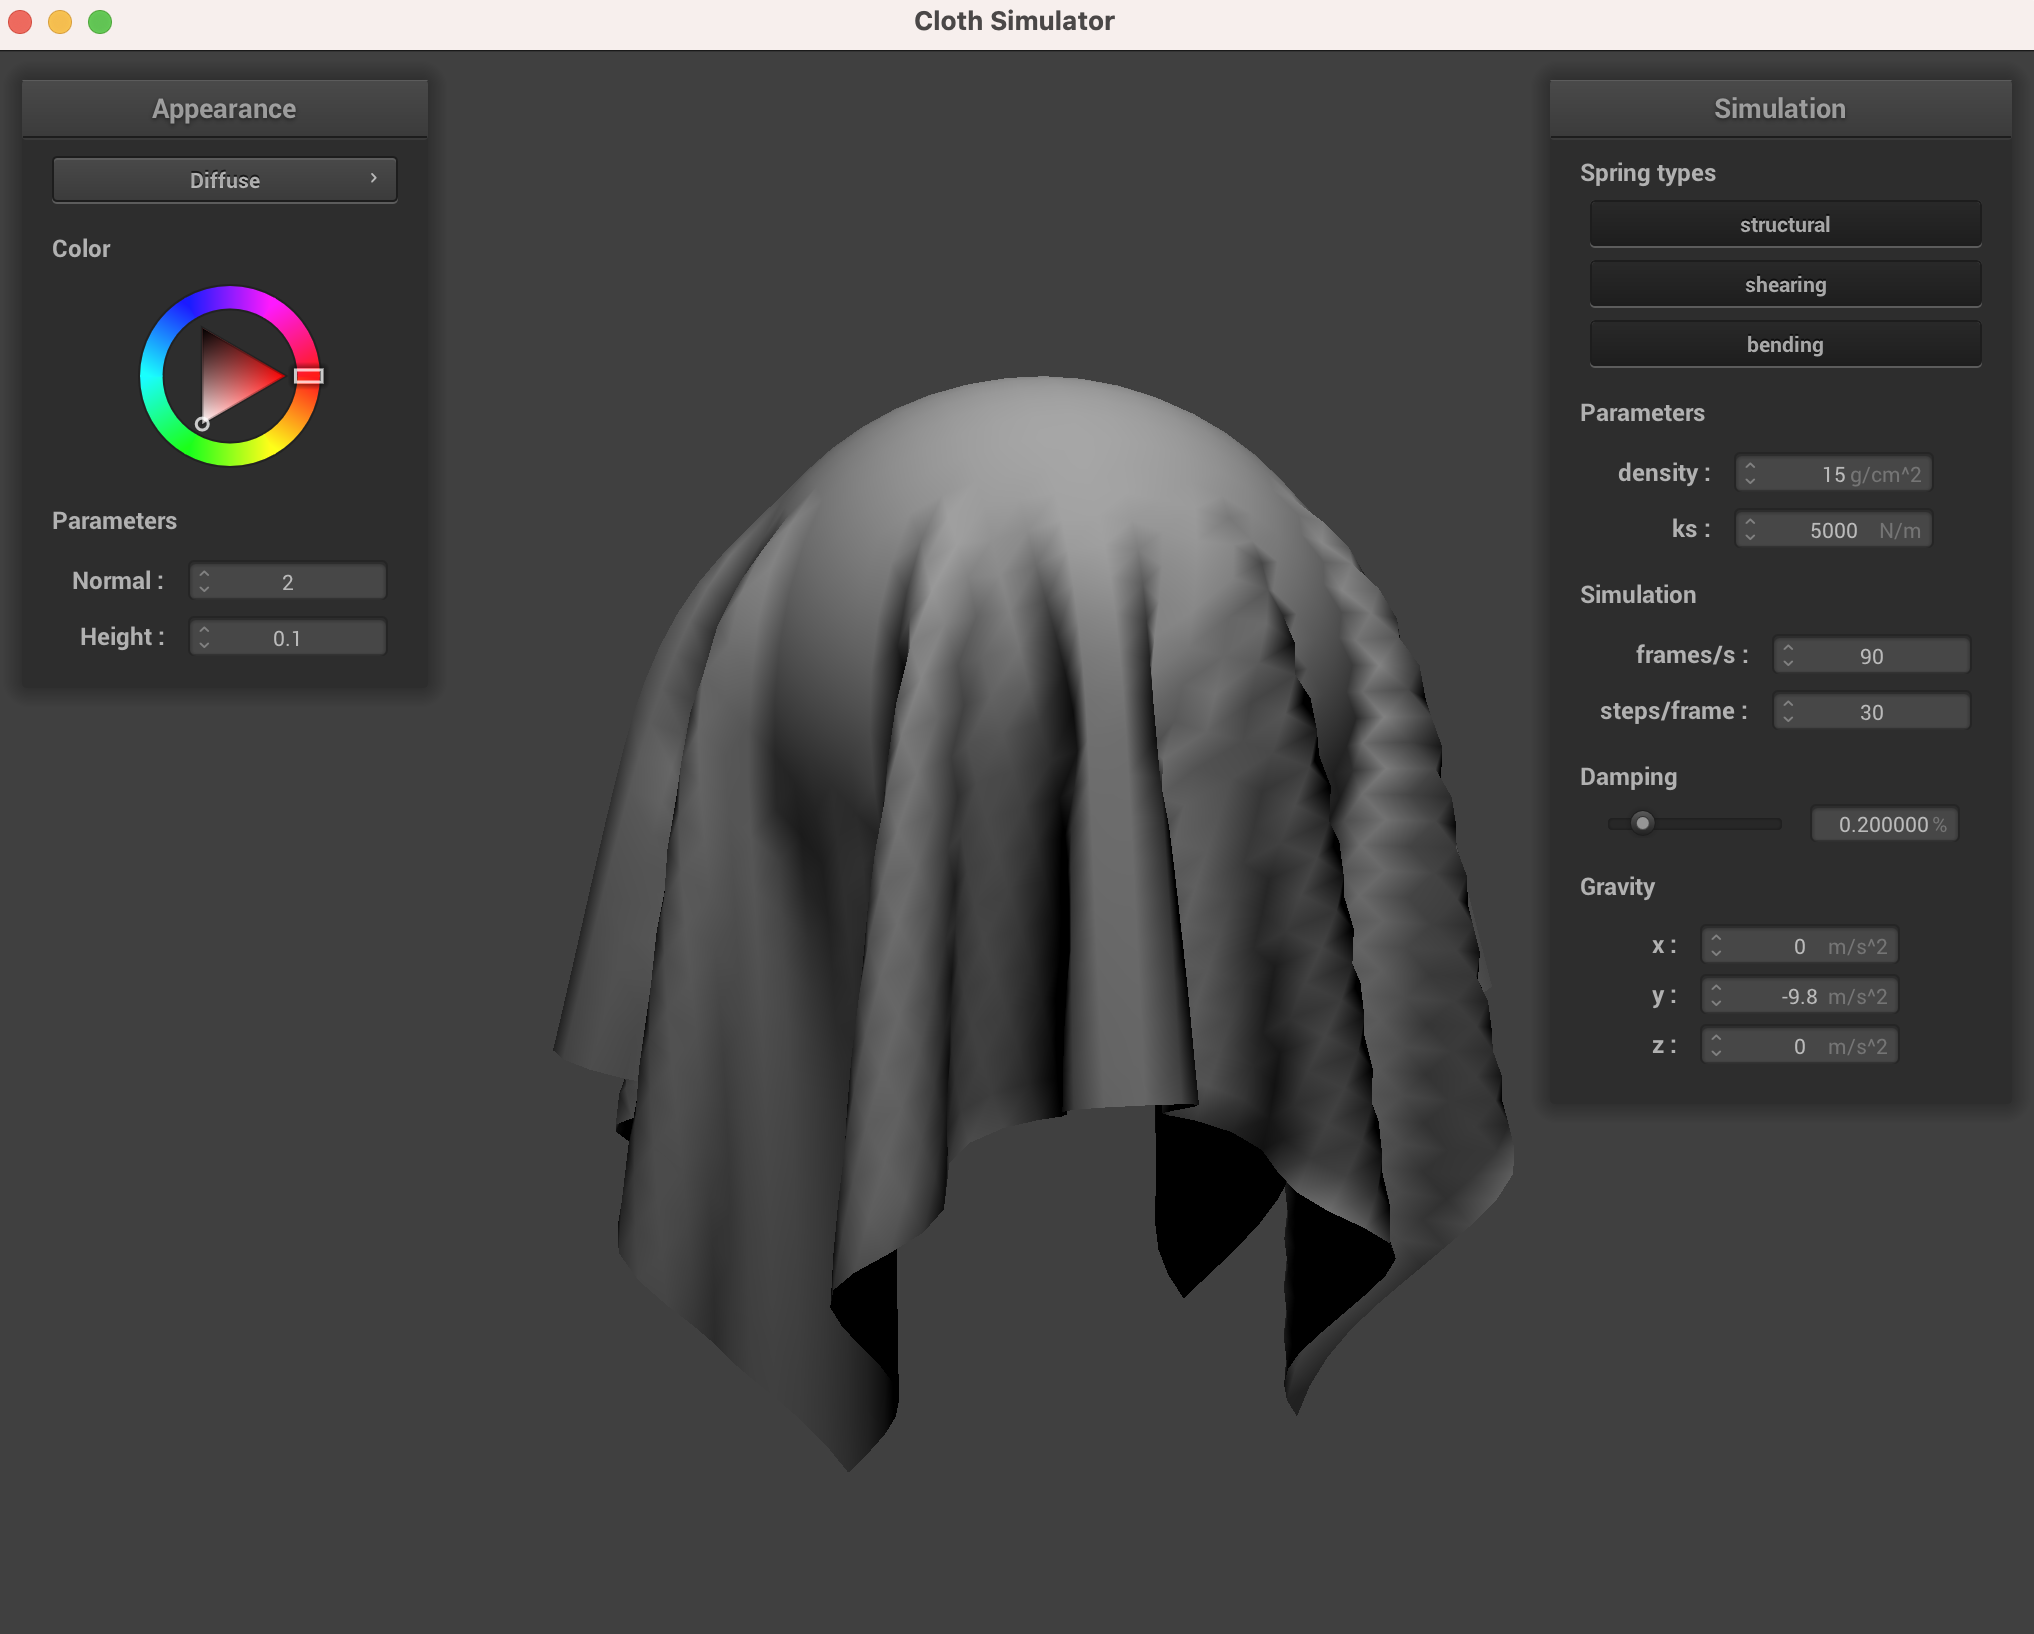 Cloth Simulator
Appearance
Diffuse
Color
Parameters
Normal : 2
Height : 0.1
Simulation
Spring types
structural
shearing
bending
Parameters
density : 15 g/cm^2
ks : 5000 N/m
Simulation
frames/s : 90
steps/frame : 30
Damping
0.200000 %
Gravity
x : 0 m/s^2
y : -9.8 m/s^2
z : 0 m/s^2